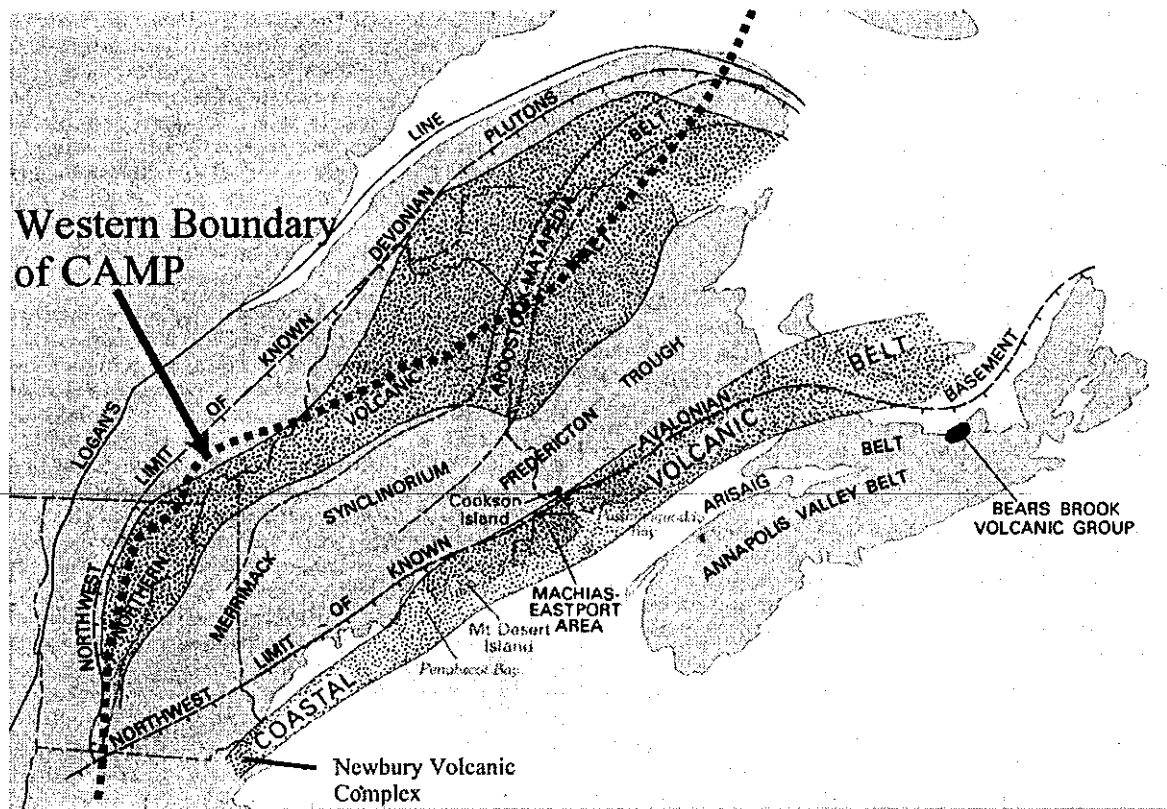 Western Boundary
of CAMP
LOGAN'S LINE
NORTHWEST LIMIT OF KNOWN DEVONIAN PLUTONS
NORTHERN VOLCANIC BELT
AROOSTOOK MATAPEDIA
MERRIMACK SYNCLINORIUM
FREDERICTON TROUGH
NORTHWEST LIMIT OF KNOWN AVALONIAN BASEMENT
COASTAL VOLCANIC BELT
Cookson
Island
MACHIAS-
EASTPORT
AREA
Mt Desert
Island
Penobscot Bay
ARISAIG BELT
ANNAPOLIS VALLEY BELT
BEARS BROOK
VOLCANIC GROUP
Newbury Volcanic
Complex